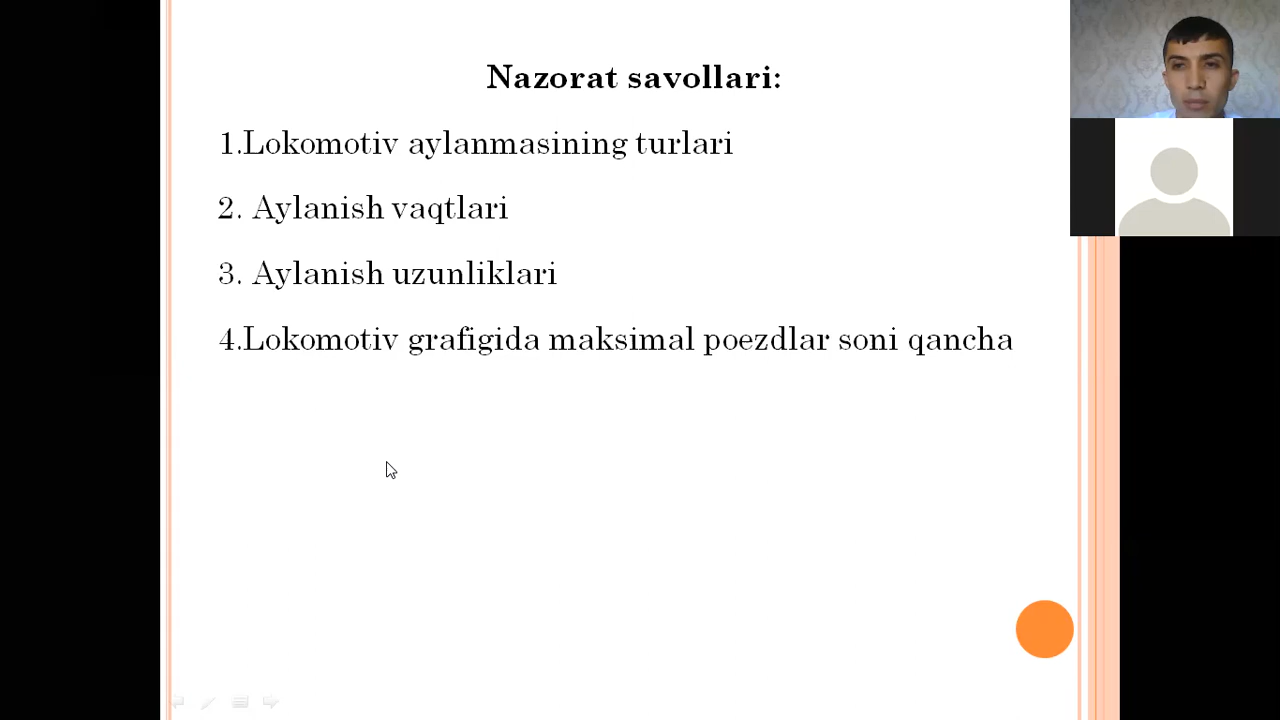 Nazorat savollari:
1.Lokomotiv aylanmasining turlari
2. Aylanish vaqtlari
3. Aylanish uzunliklari
4.Lokomotiv grafigida maksimal poezdlar soni qancha